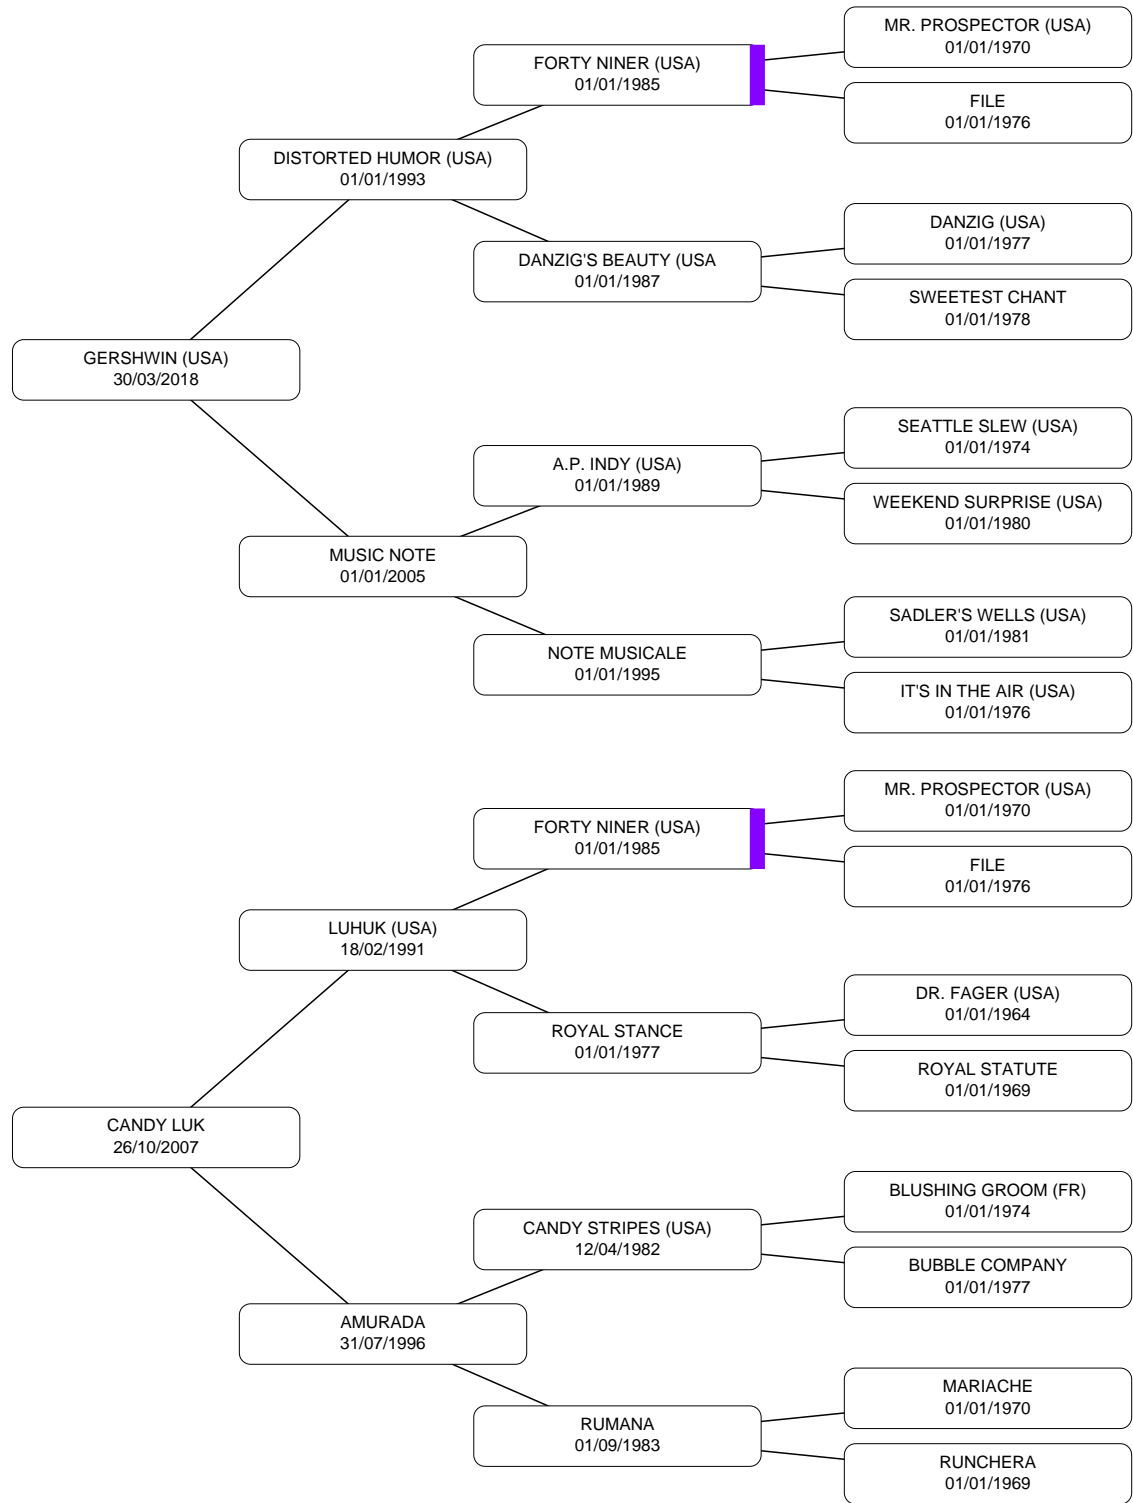 MR. PROSPECTOR (USA)
01/01/1970
FORTY NINER (USA)
01/01/1985
FILE
01/01/1976
DISTORTED HUMOR (USA)
01/01/1993
DANZIG (USA)
01/01/1977
DANZIG'S BEAUTY (USA
01/01/1987
SWEETEST CHANT
01/01/1978
GERSHWIN (USA)
30/03/2018
SEATTLE SLEW (USA)
01/01/1974
A.P. INDY (USA)
01/01/1989
WEEKEND SURPRISE (USA)
01/01/1980
MUSIC NOTE
01/01/2005
SADLER'S WELLS (USA)
01/01/1981
NOTE MUSICALE
01/01/1995
IT'S IN THE AIR (USA)
01/01/1976
MR. PROSPECTOR (USA)
01/01/1970
FORTY NINER (USA)
01/01/1985
FILE
01/01/1976
LUHUK (USA)
18/02/1991
DR. FAGER (USA)
01/01/1964
ROYAL STANCE
01/01/1977
ROYAL STATUTE
01/01/1969
CANDY LUK
26/10/2007
BLUSHING GROOM (FR)
01/01/1974
CANDY STRIPES (USA)
12/04/1982
BUBBLE COMPANY
01/01/1977
AMURADA
31/07/1996
MARIACHE
01/01/1970
RUMANA
01/09/1983
RUNCHERA
01/01/1969